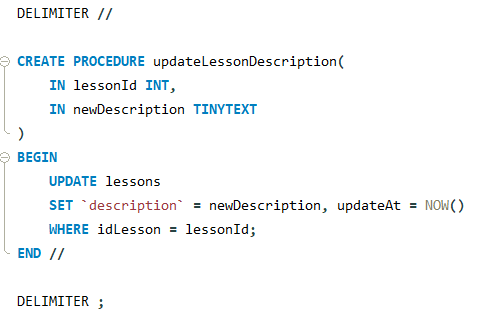 DELIMITER //
CREATE PROCEDURE updateLessonDescription(
IN lessonId INT,
IN newDescription TINYTEXT
)
BEGIN
UPDATE lessons
SET `description` = newDescription, updateAt = NOW()
WHERE idLesson = lessonId;
END //
DELIMITER ;